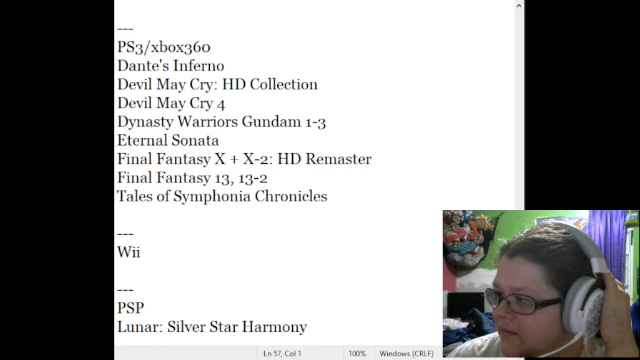 ---
PS3/xbox360
Dante's Inferno
Devil May Cry: HD Collection
Devil May Cry 4
Dynasty Warriors Gundam 1-3
Eternal Sonata
Final Fantasy X + X-2: HD Remaster
Final Fantasy 13, 13-2
Tales of Symphonia Chronicles
---
Wii
---
PSP
Lunar: Silver Star Harmony
Ln 57, Col 1 100% Windows (CRLF)